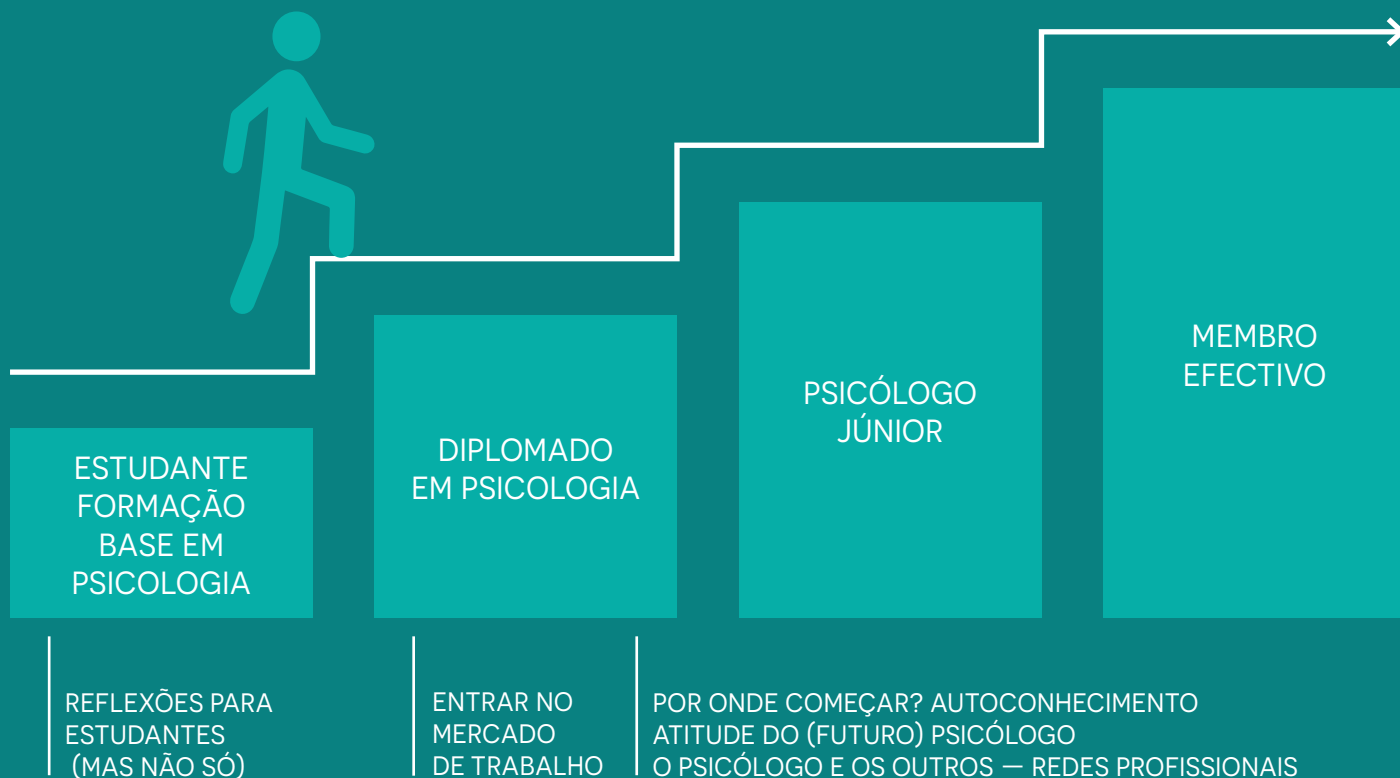 ESTUDANTE
FORMAÇÃO
BASE EM
PSICOLOGIA
DIPLOMADO
EM PSICOLOGIA
PSICÓLOGO
JÚNIOR
MEMBRO
EFECTIVO
REFLEXÕES PARA
ESTUDANTES
(MAS NÃO SÓ)
ENTRAR NO
MERCADO
DE TRABALHO
POR ONDE COMEÇAR? AUTOCONHECIMENTO
ATITUDE DO (FUTURO) PSICÓLOGO
O PSICÓLOGO E OS OUTROS — REDES PROFISSIONAIS